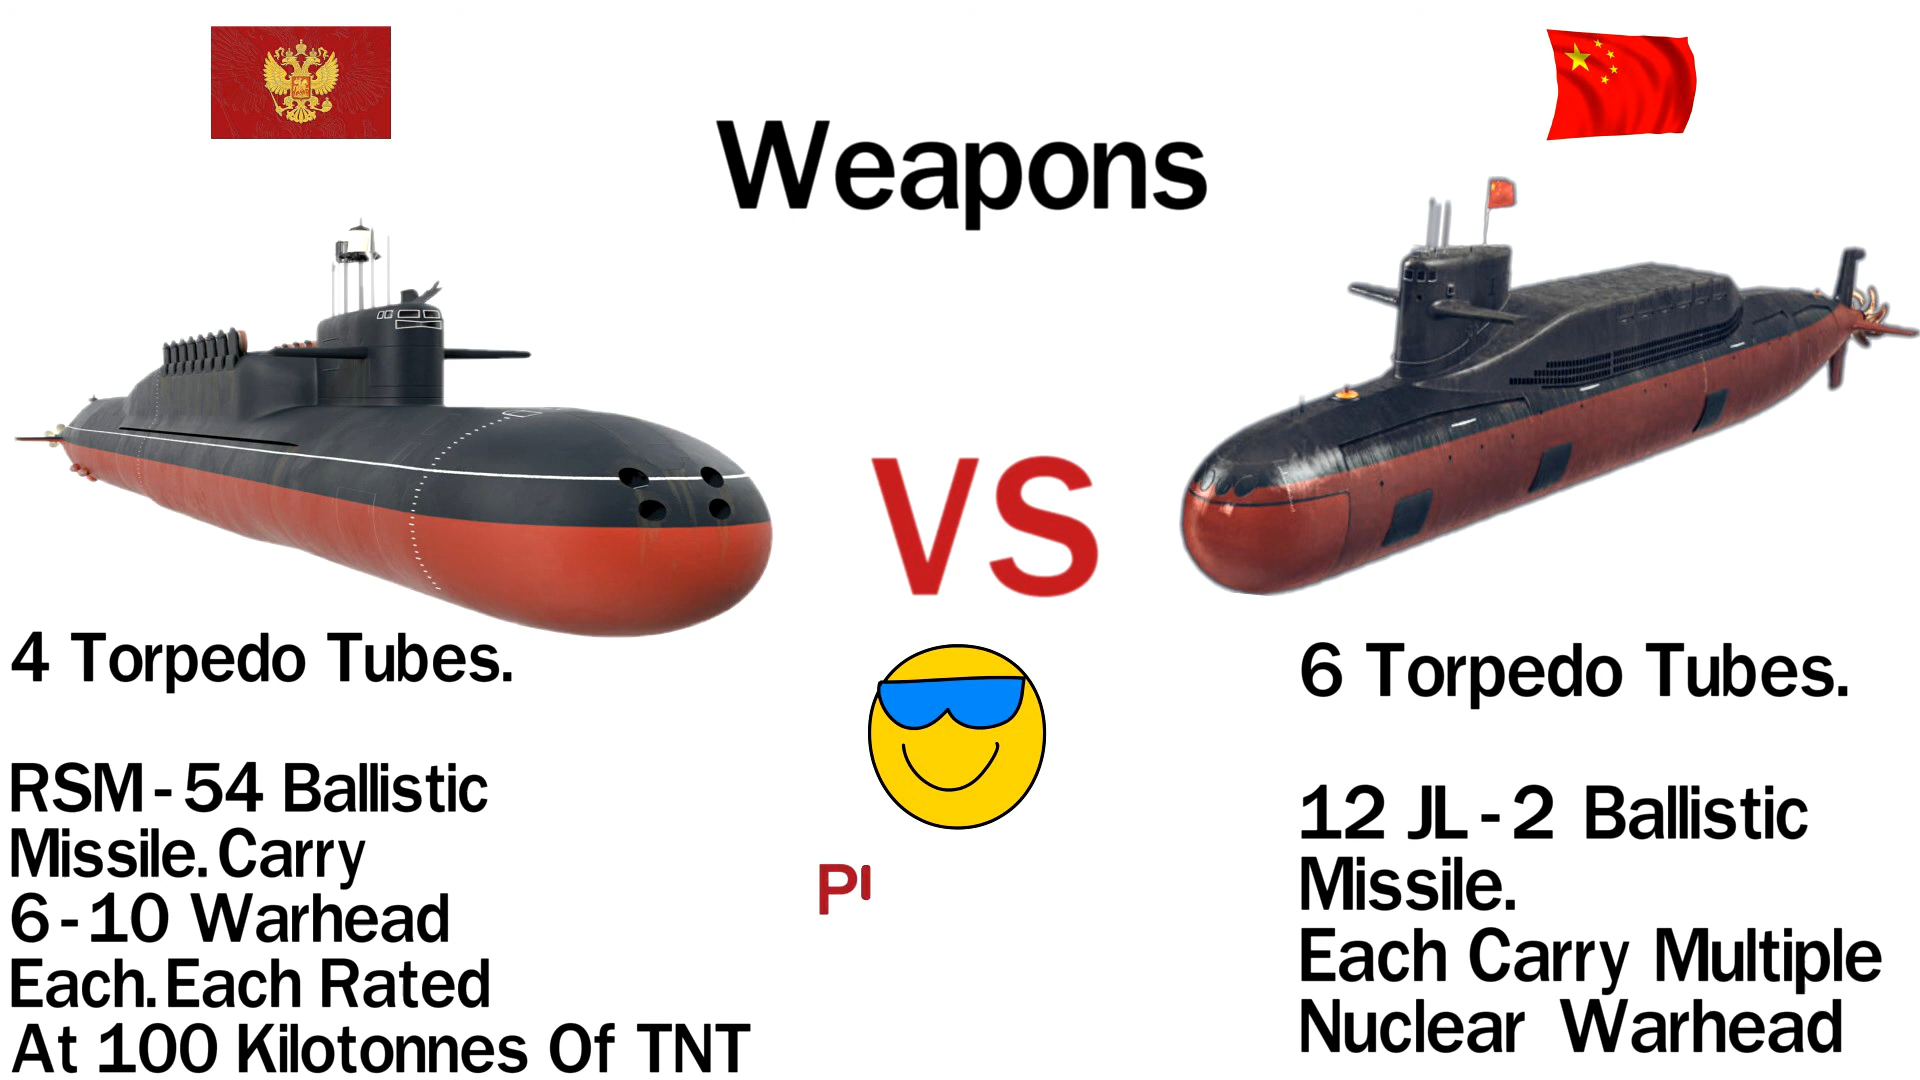 Weapons
VS
4 Torpedo Tubes.
RSM-54 Ballistic
Missile. Carry
6-10 Warhead
Each. Each Rated
At 100 Kilotonnes Of TNT
6 Torpedo Tubes.
12 JL-2 Ballistic
Missile.
Each Carry Multiple
Nuclear Warhead